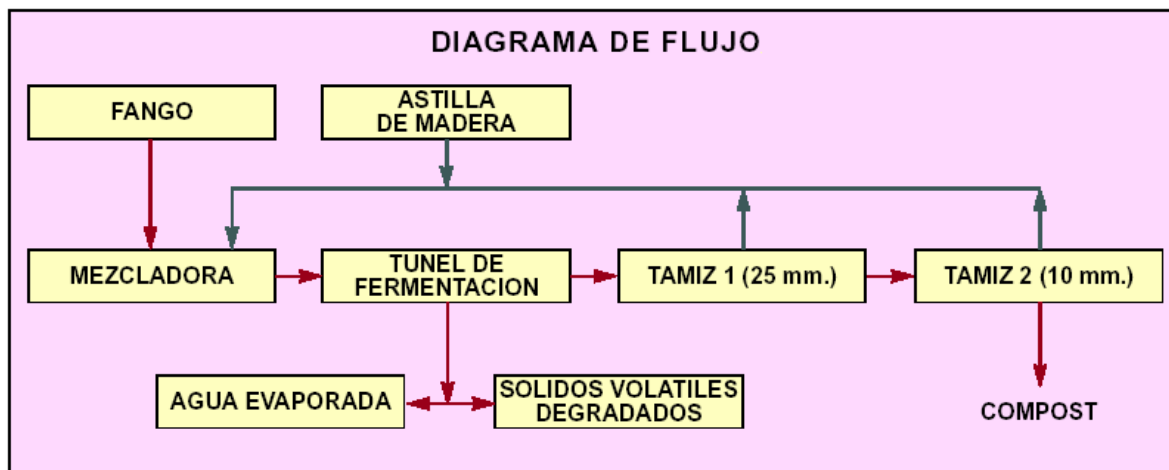 DIAGRAMA DE FLUJO
FANGO
ASTILLA
DE MADERA
MEZCLADORA
TUNEL DE
FERMENTACION
TAMIZ 1 (25 mm.)
TAMIZ 2 (10 mm.)
AGUA EVAPORADA
SOLIDOS VOLATILES
DEGRADADOS
COMPOST